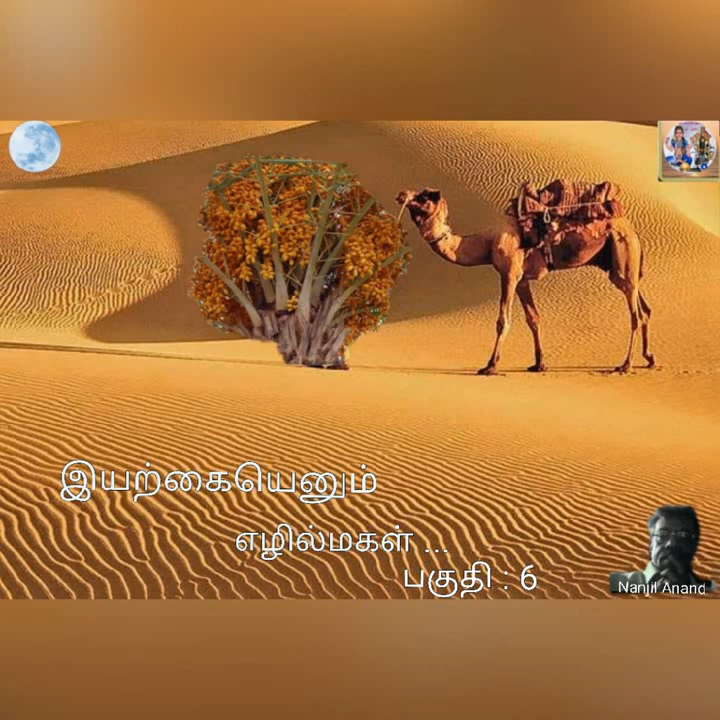 இயற்கையெனும்
எழில்மகள் ...
பகுதி : 6
Nanjil Anand